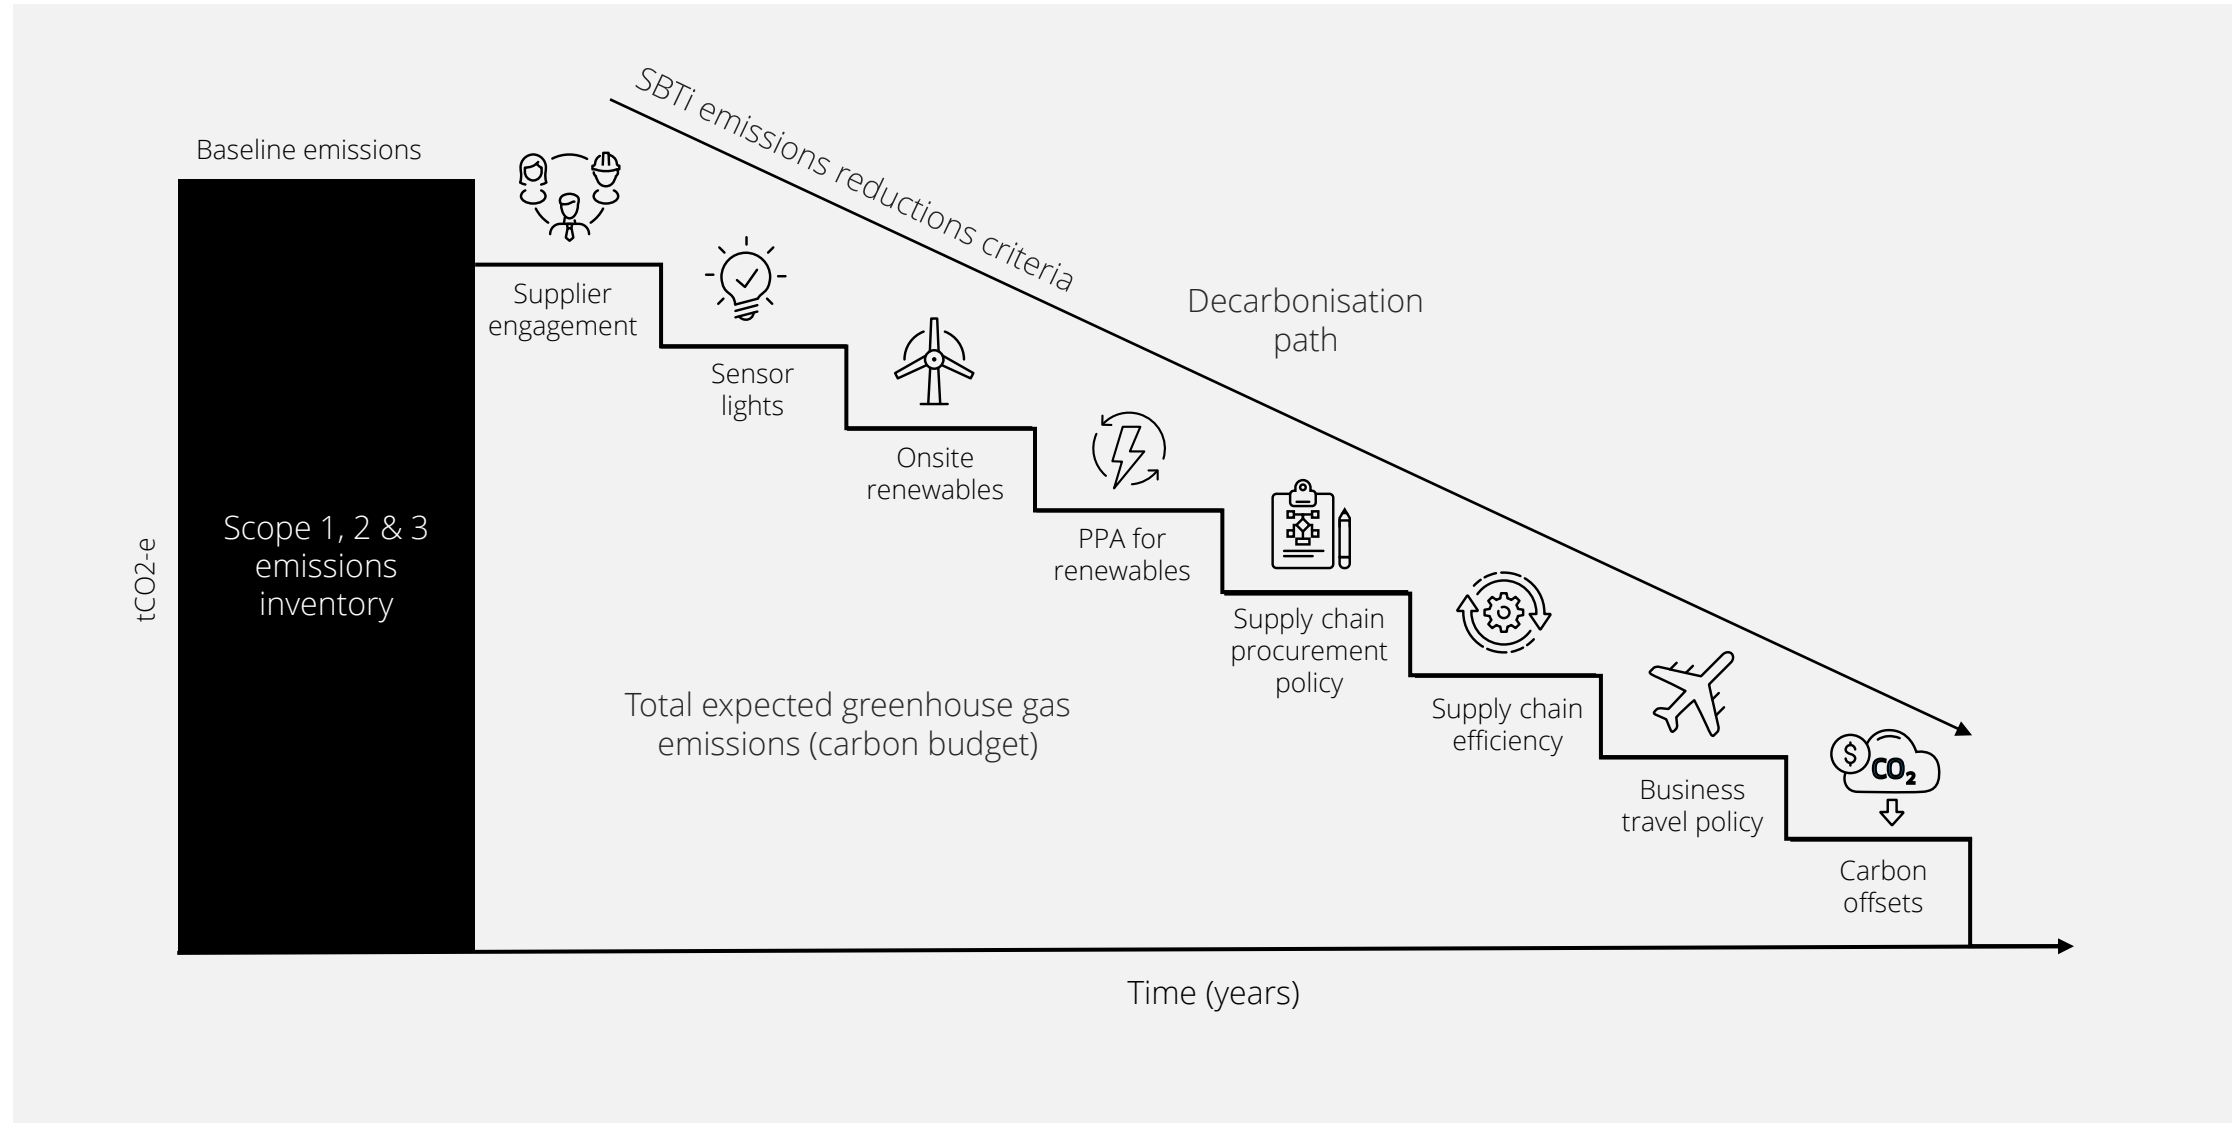 SBTi emissions reductions criteria
Baseline emissions
Decarbonisation
path
Supplier
engagement
Sensor
lights
Onsite
renewables
PPA for
renewables
Supply chain
procurement
policy
Supply chain
efficiency
Business
travel policy
$
CO₂
Carbon
offsets
tCO2-e
Scope 1, 2 & 3
emissions
inventory
Total expected greenhouse gas
emissions (carbon budget)
Time (years)